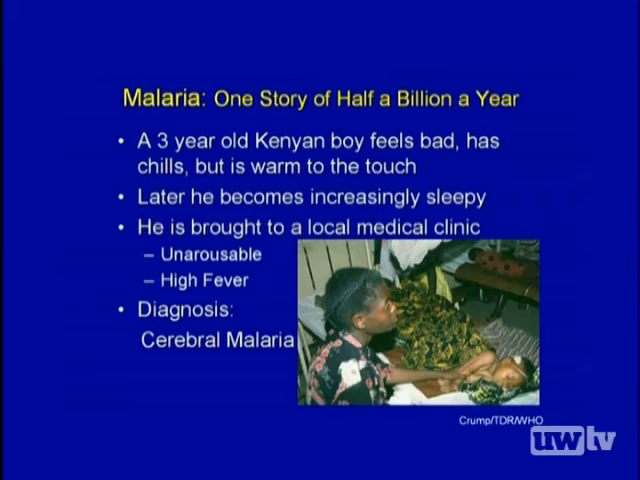 Malaria: One Story of Half a Billion a Year
• A 3 year old Kenyan boy feels bad, has
chills, but is warm to the touch
• Later he becomes increasingly sleepy
• He is brought to a local medical clinic
– Unarousable
– High Fever
• Diagnosis:
Cerebral Malaria
Crump/TDR/WHO
uwtv